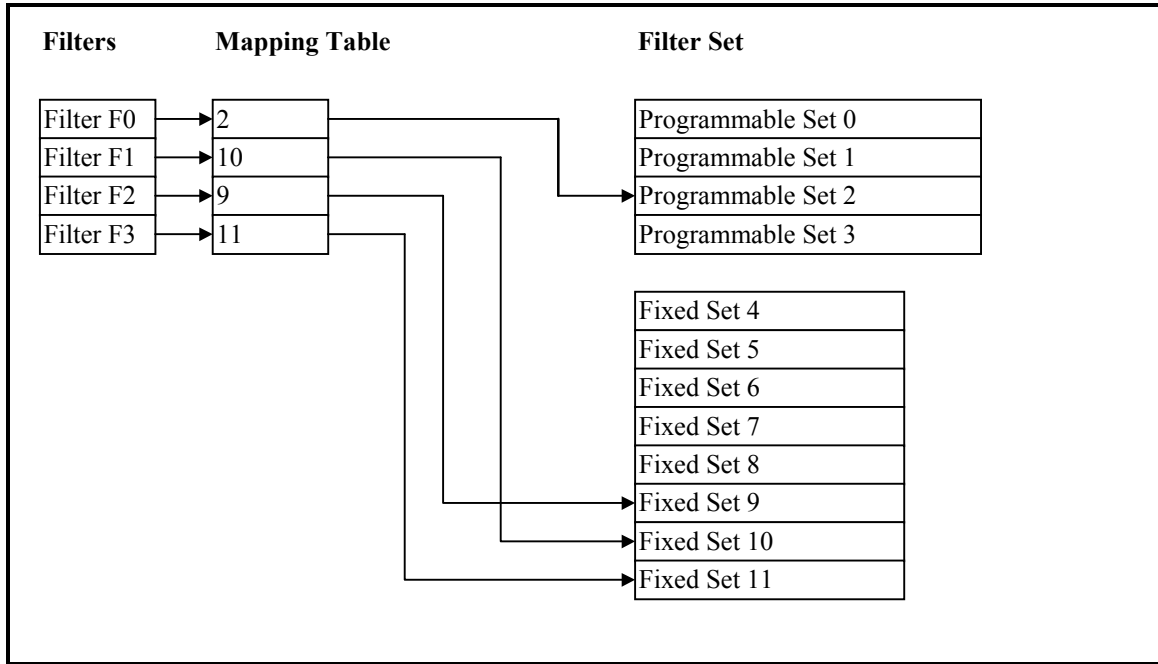 Filters
Mapping Table
Filter Set
Filter F0
Filter F1
Filter F2
Filter F3
2
10
9
11
Programmable Set 0
Programmable Set 1
Programmable Set 2
Programmable Set 3
Fixed Set 4
Fixed Set 5
Fixed Set 6
Fixed Set 7
Fixed Set 8
Fixed Set 9
Fixed Set 10
Fixed Set 11